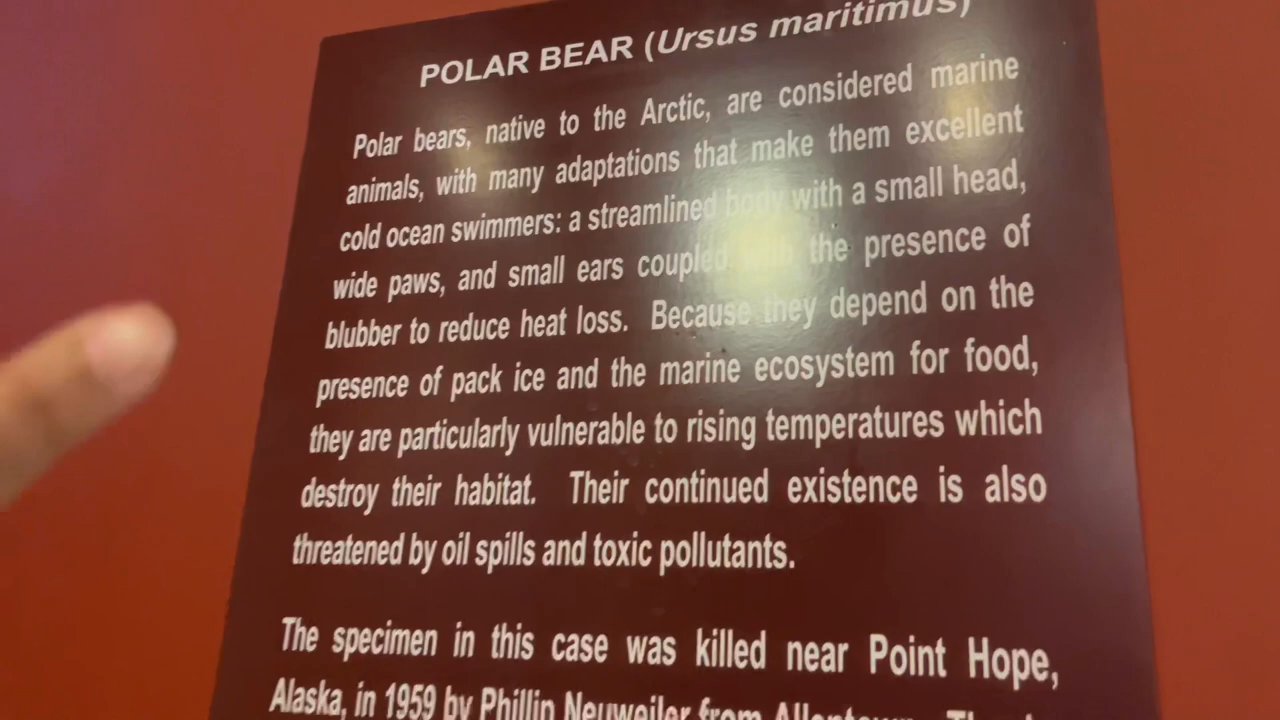 POLAR BEAR (Ursus maritimus)
Polar bears, native to the Arctic, are considered marine
animals, with many adaptations that make them excellent
cold ocean swimmers: a streamlined body with a small head,
wide paws, and small ears coupled with the presence of
blubber to reduce heat loss. Because they depend on the
presence of pack ice and the marine ecosystem for food,
they are particularly vulnerable to rising temperatures which
destroy their habitat. Their continued existence is also
threatened by oil spills and toxic pollutants.
The specimen in this case was killed near Point Hope,
Alaska, in 1959 by Phillip Neuweiler from